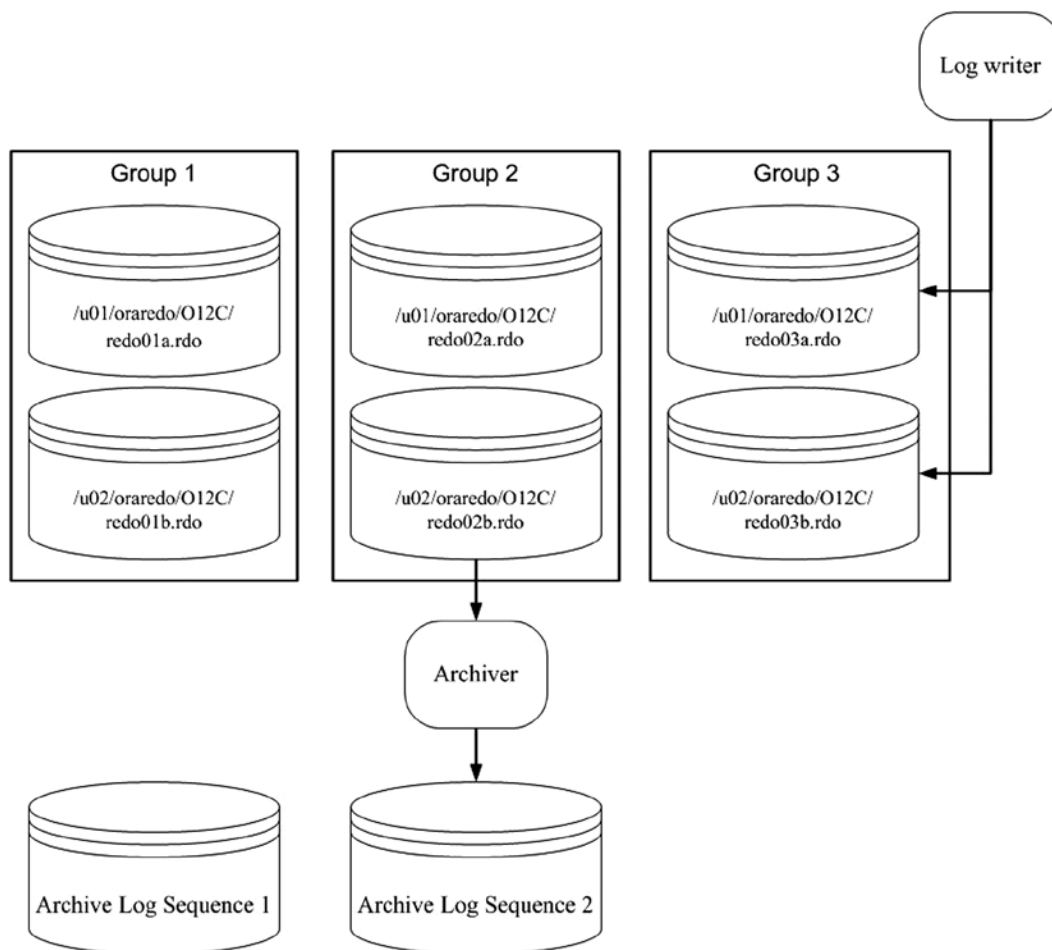 Log writer
Group 1
Group 2
Group 3
/u01/oraredo/O12C/
redo01a.rdo
/u01/oraredo/O12C/
redo02a.rdo
/u01/oraredo/O12C/
redo03a.rdo
/u02/oraredo/O12C/
redo01b.rdo
/u02/oraredo/O12C/
redo02b.rdo
/u02/oraredo/O12C/
redo03b.rdo
Archiver
Archive Log Sequence 1
Archive Log Sequence 2